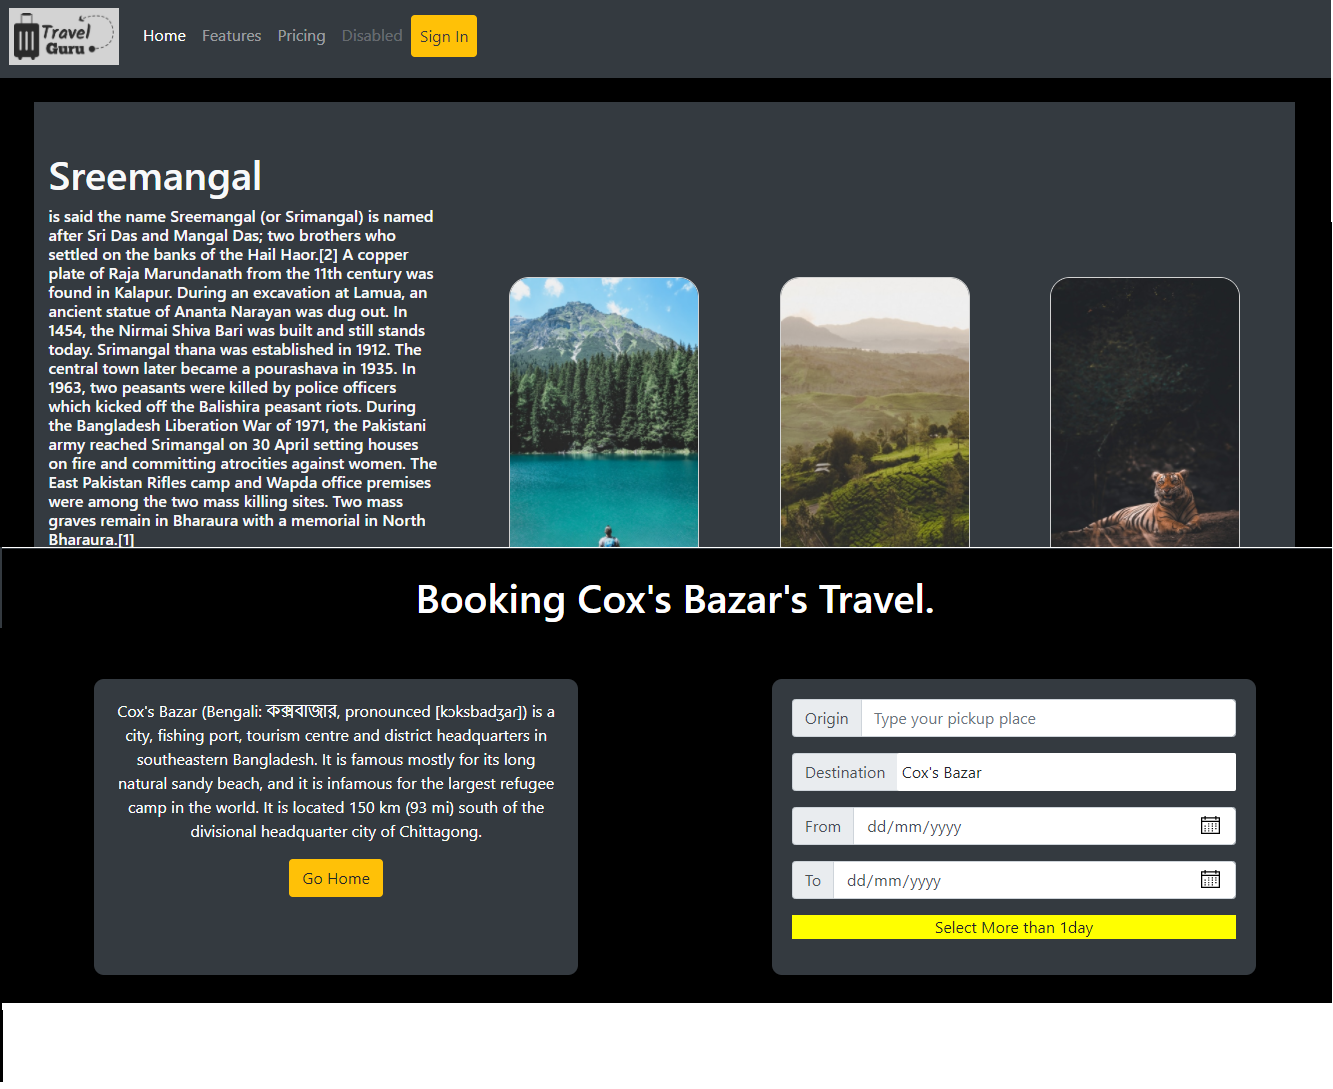 Travel
Guru
Home Features Pricing Disabled Sign In
Sreemangal
is said the name Sreemangal (or Srimangal) is named
after Sri Das and Mangal Das; two brothers who
settled on the banks of the Hail Haor.[2] A copper
plate of Raja Marundanath from the 11th century was
found in Kalapur. During an excavation at Lamua, an
ancient statue of Ananta Narayan was dug out. In
1454, the Nirmai Shiva Bari was built and still stands
today. Srimangal thana was established in 1912. The
central town later became a pourashava in 1935. In
1963, two peasants were killed by police officers
which kicked off the Balishira peasant riots. During
the Bangladesh Liberation War of 1971, the Pakistani
army reached Srimangal on 30 April setting houses
on fire and committing atrocities against women. The
East Pakistan Rifles camp and Wapda office premises
were among the two mass killing sites. Two mass
graves remain in Bharaura with a memorial in North
Bharaura.[1]
Booking Cox's Bazar's Travel.
Cox's Bazar (Bengali: কক্সবাজার, pronounced [kɔksbadʒaɾ]) is a
city, fishing port, tourism centre and district headquarters in
southeastern Bangladesh. It is famous mostly for its long
natural sandy beach, and it is infamous for the largest refugee
camp in the world. It is located 150 km (93 mi) south of the
divisional headquarter city of Chittagong.
Go Home
Origin Type your pickup place
Destination Cox's Bazar
From dd/mm/yyyy
To dd/mm/yyyy
Select More than 1day